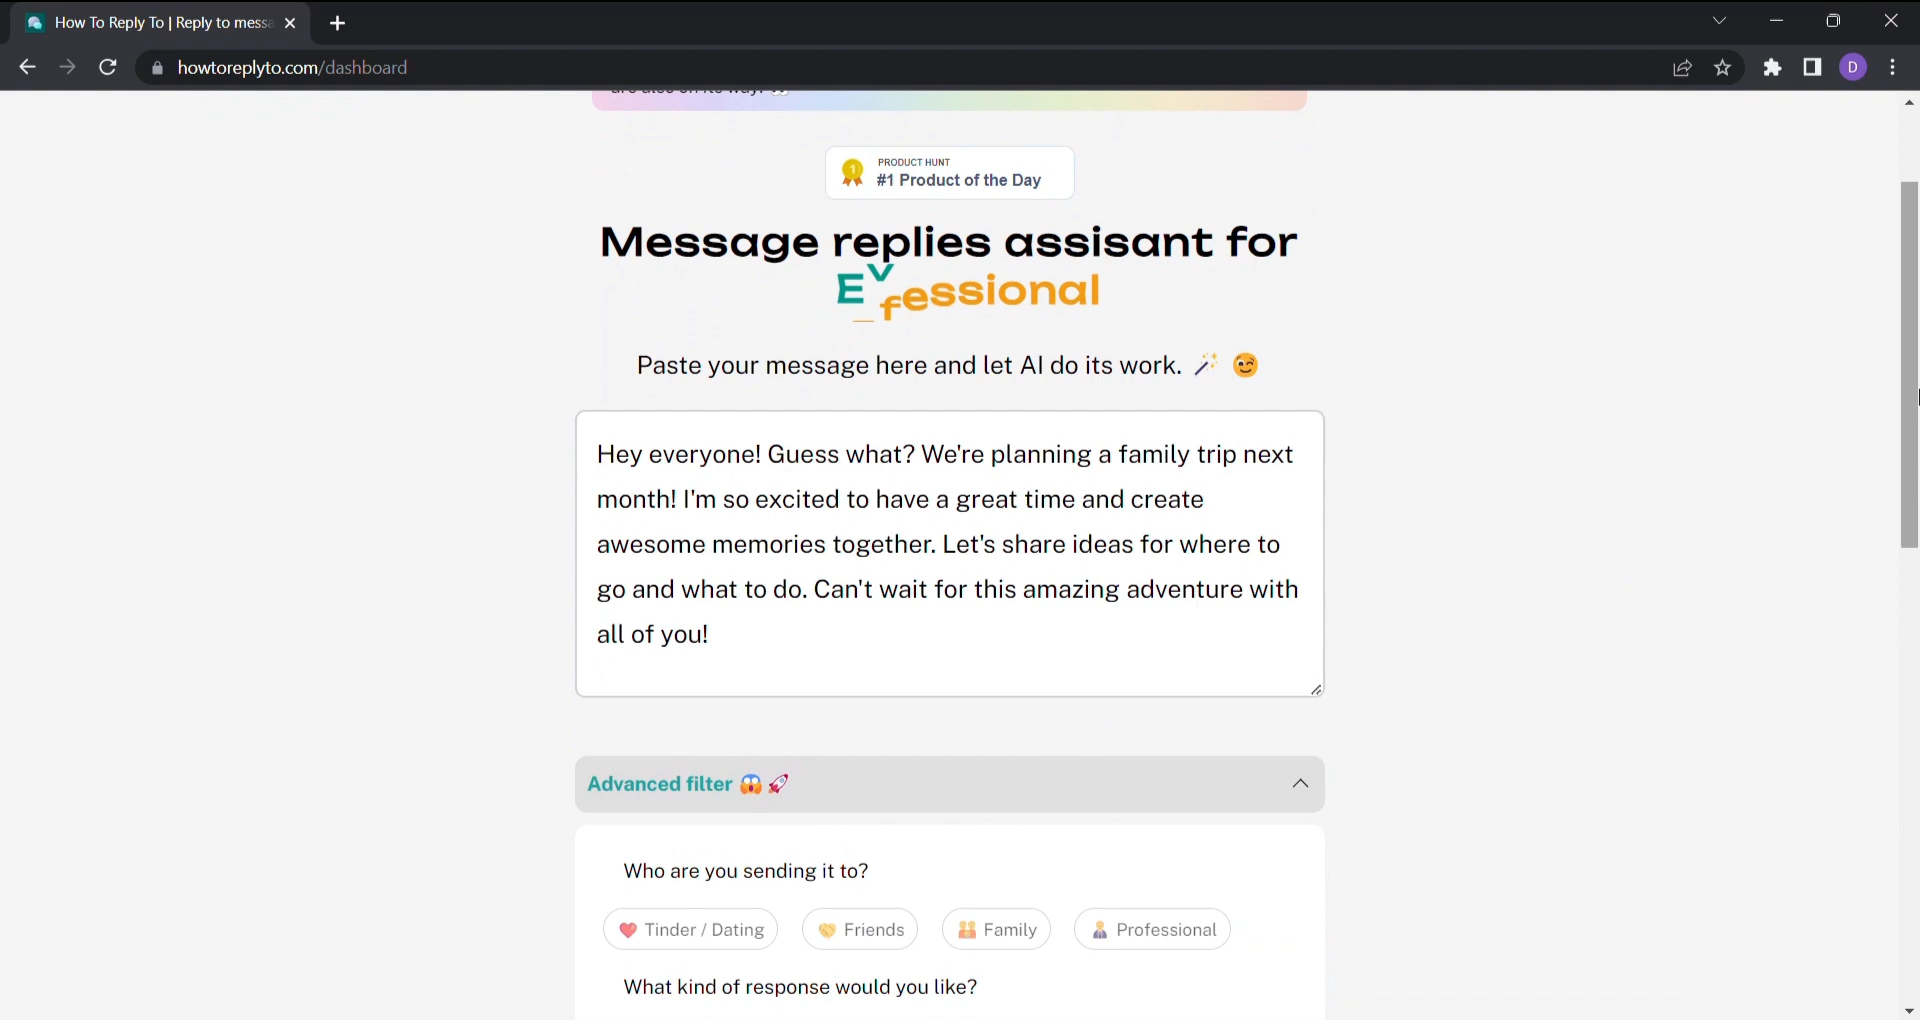 How To Reply To | Reply to messa
howtoreplyto.com/dashboard
D
PRODUCT HUNT
#1 Product of the Day
Message replies assisant for
Evfessional
Paste your message here and let AI do its work.
Hey everyone! Guess what? We're planning a family trip next
month! I'm so excited to have a great time and create
awesome memories together. Let's share ideas for where to
go and what to do. Can't wait for this amazing adventure with
all of you!
Advanced filter
Who are you sending it to?
Tinder / Dating
Friends
Family
Professional
What kind of response would you like?